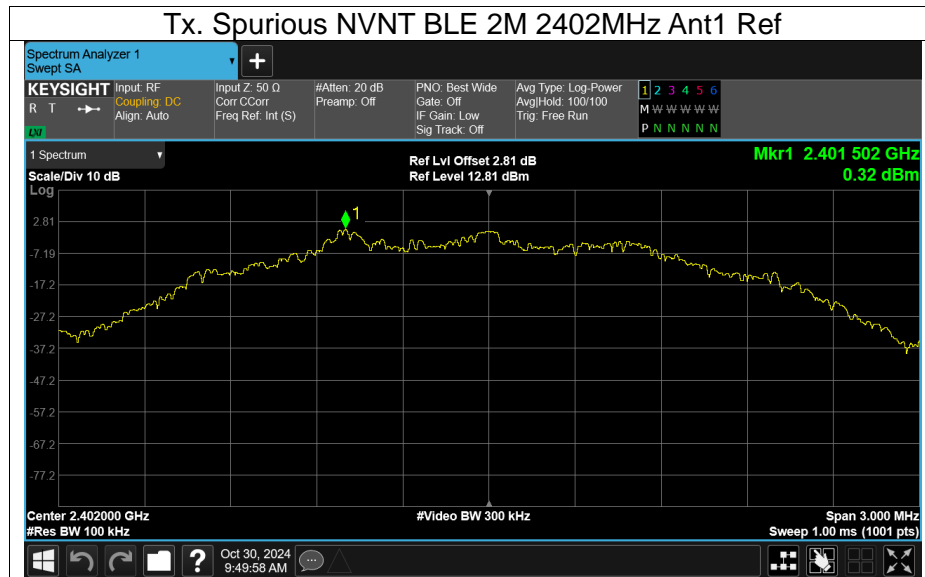 Tx. Spurious NVNT BLE 2M 2402MHz Ant1 Ref
Spectrum Analyzer 1
Swept SA
+
KEYSIGHT
R T
LXI
Input: RF
Coupling: DC
Align: Auto
Input Z: 50 Ω
Corr CCorr
Freq Ref: Int (S)
#Atten: 20 dB
Preamp: Off
PNO: Best Wide
Gate: Off
IF Gain: Low
Sig Track: Off
Avg Type: Log-Power
Avg|Hold: 100/100
Trig: Free Run
1 2 3 4 5 6
M W W W W W
P N N N N N
1 Spectrum
Scale/Div 10 dB
Ref Lvl Offset 2.81 dB
Ref Level 12.81 dBm
Mkr1 2.401 502 GHz
0.32 dBm
Log
1
2.81
-7.19
-17.2
-27.2
-37.2
-47.2
-57.2
-67.2
-77.2
Center 2.402000 GHz
#Res BW 100 kHz
#Video BW 300 kHz
Span 3.000 MHz
Sweep 1.00 ms (1001 pts)
?
Oct 30, 2024
9:49:58 AM